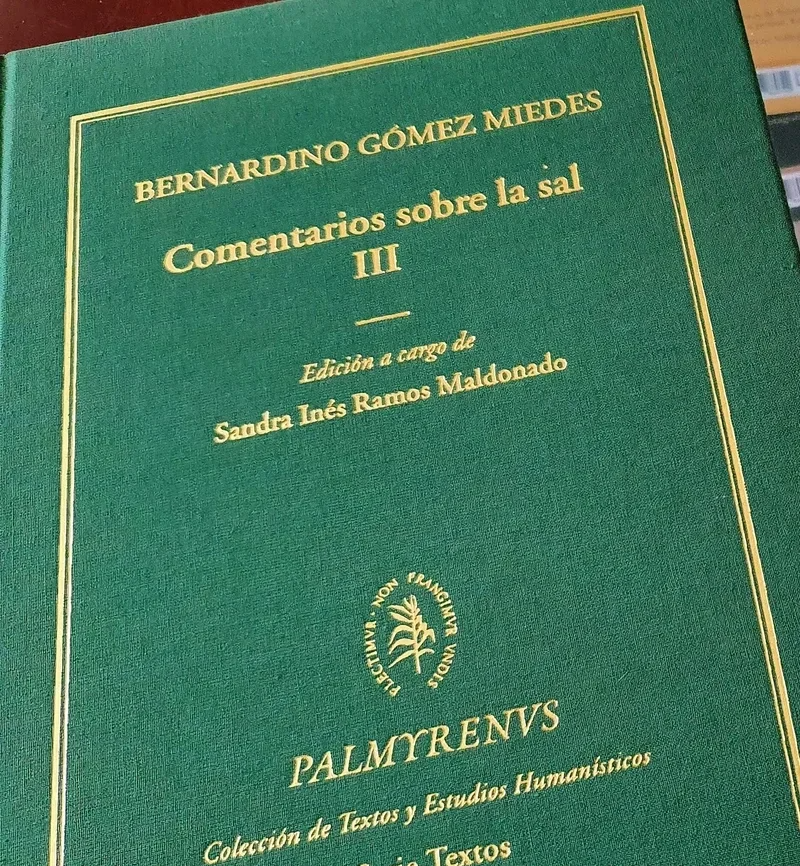 BERNARDINO GÓMEZ MIEDES
Comentarios sobre la sal
III
Edición a cargo de
Sandra Inés Ramos Maldonado
PLECTIMVR · NON FRANGIMVR VNDIS
PALMYRENVS
Colección de Textos y Estudios Humanísticos
Serie Textos